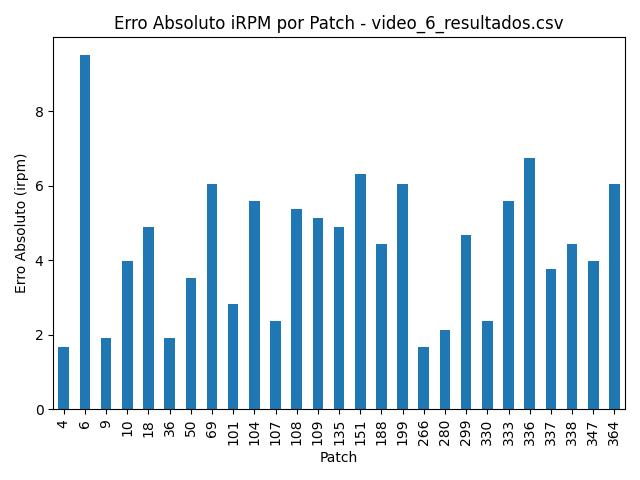 Erro Absoluto iRPM por Patch - video_6_resultados.csv
Erro Absoluto (irpm)
8
6
4
2
0
4 6 9 10 18 36 50 69 101 104 107 108 109 135 151 188 199 266 280 299 330 333 336 337 338 347 364
Patch